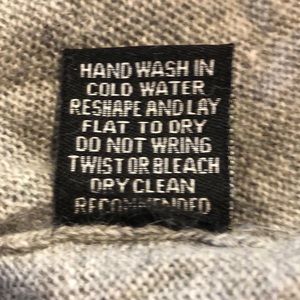 HAND WASH IN
COLD WATER
RESHAPE AND LAY
FLAT TO DRY
DO NOT WRING
TWIST OR BLEACH
DRY CLEAN
RECOMMENDED